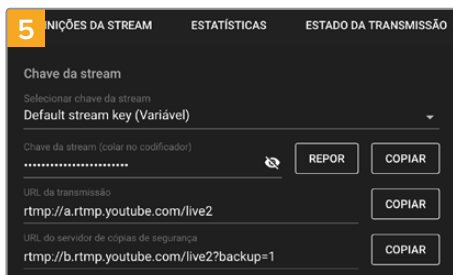 5
INIÇÕES DA STREAM ESTATÍSTICAS ESTADO DA TRANSMISSÃO
Chave da stream
Selecionar chave da stream
Default stream key (Variável)
Chave da stream (colar no codificador)
•••••••••••••••••••••••• REPOR COPIAR
URL da transmissão
rtmp://a.rtmp.youtube.com/live2 COPIAR
URL do servidor de cópias de segurança
rtmp://b.rtmp.youtube.com/live2?backup=1 COPIAR